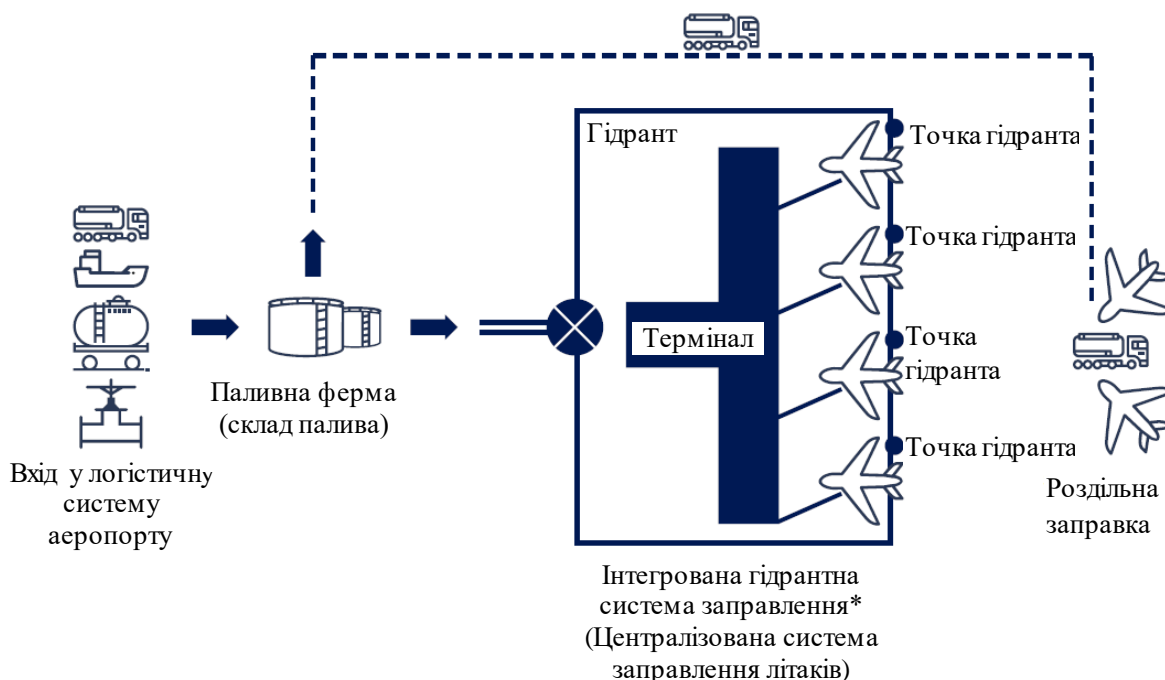 Гідрант
Точка гідранта
Точка гідранта
Термінал
Точка
гідранта
Точка гідранта
Паливна ферма
(склад палива)
Вхід у логістичну
систему
аеропорту
Роздільна
заправка
Інтегрована гідрантна
система заправлення*
(Централізована система
заправлення літаків)